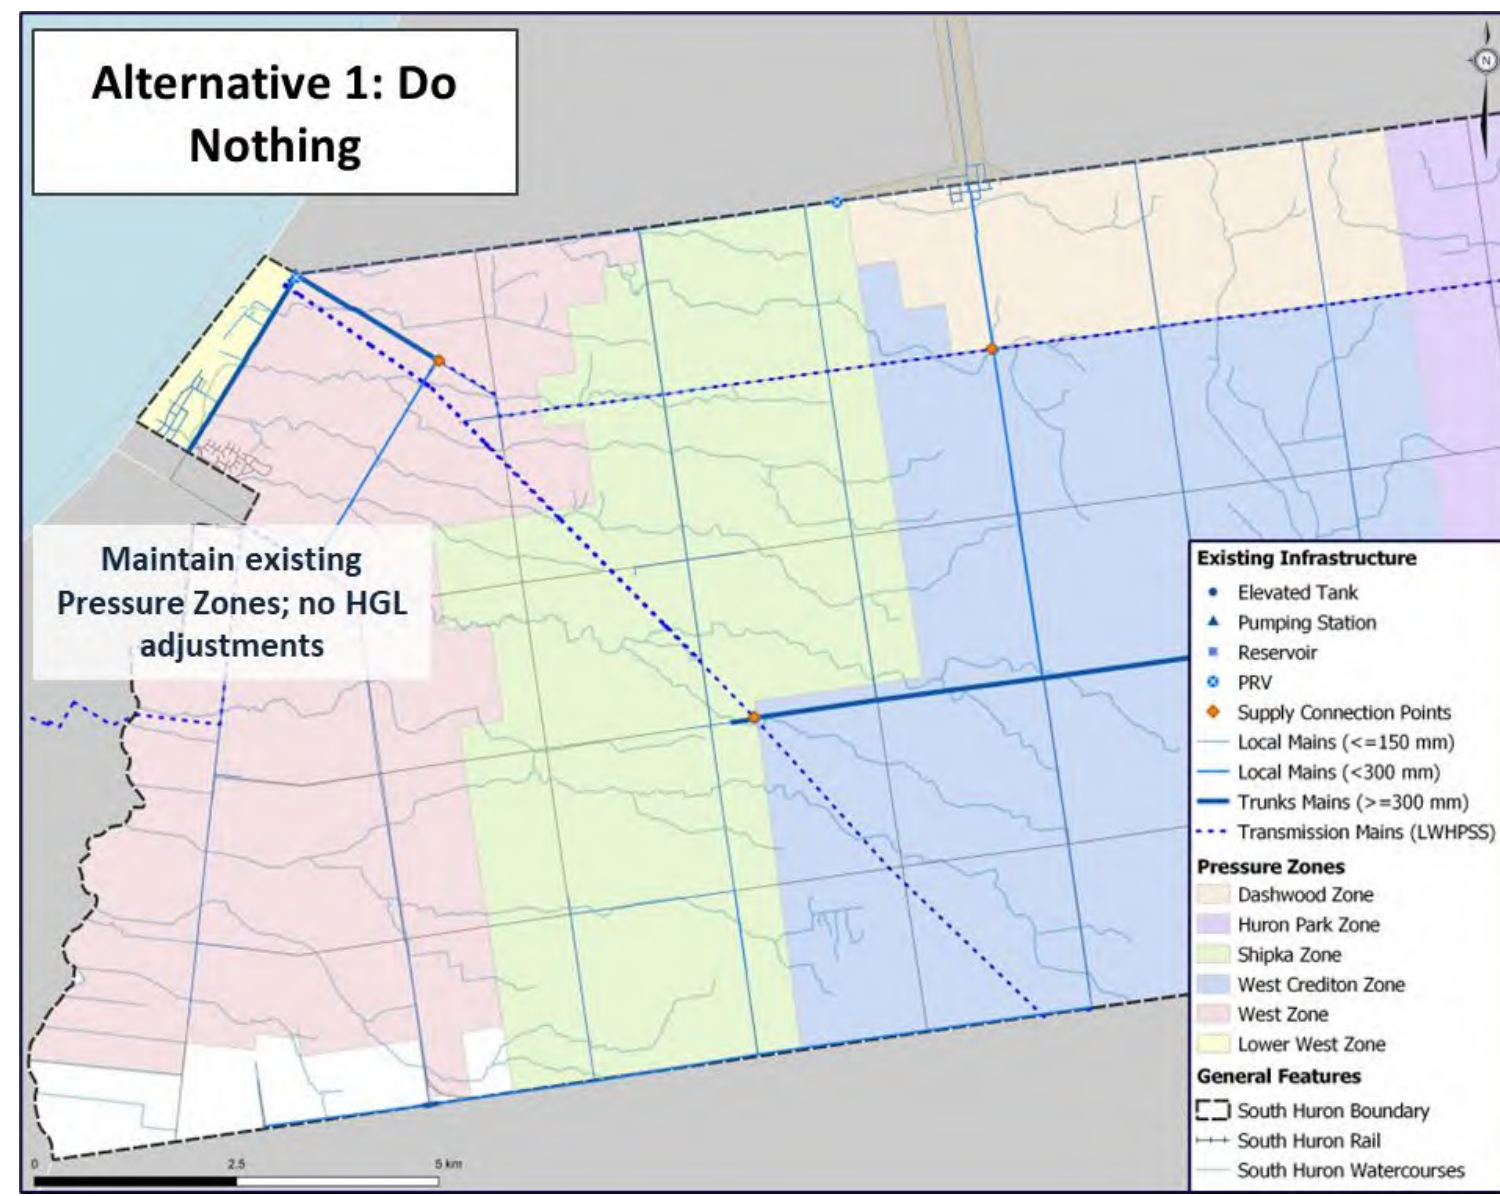 Alternative 1: Do
Nothing
N
Maintain existing
Pressure Zones; no HGL
adjustments
Existing Infrastructure
Elevated Tank
Pumping Station
Reservoir
PRV
Supply Connection Points
Local Mains (<=150 mm)
Local Mains (<300 mm)
Trunks Mains (>=300 mm)
Transmission Mains (LWHPSS)
Pressure Zones
Dashwood Zone
Huron Park Zone
Shipka Zone
West Crediton Zone
West Zone
Lower West Zone
General Features
South Huron Boundary
South Huron Rail
South Huron Watercourses
0 2.5 5 km